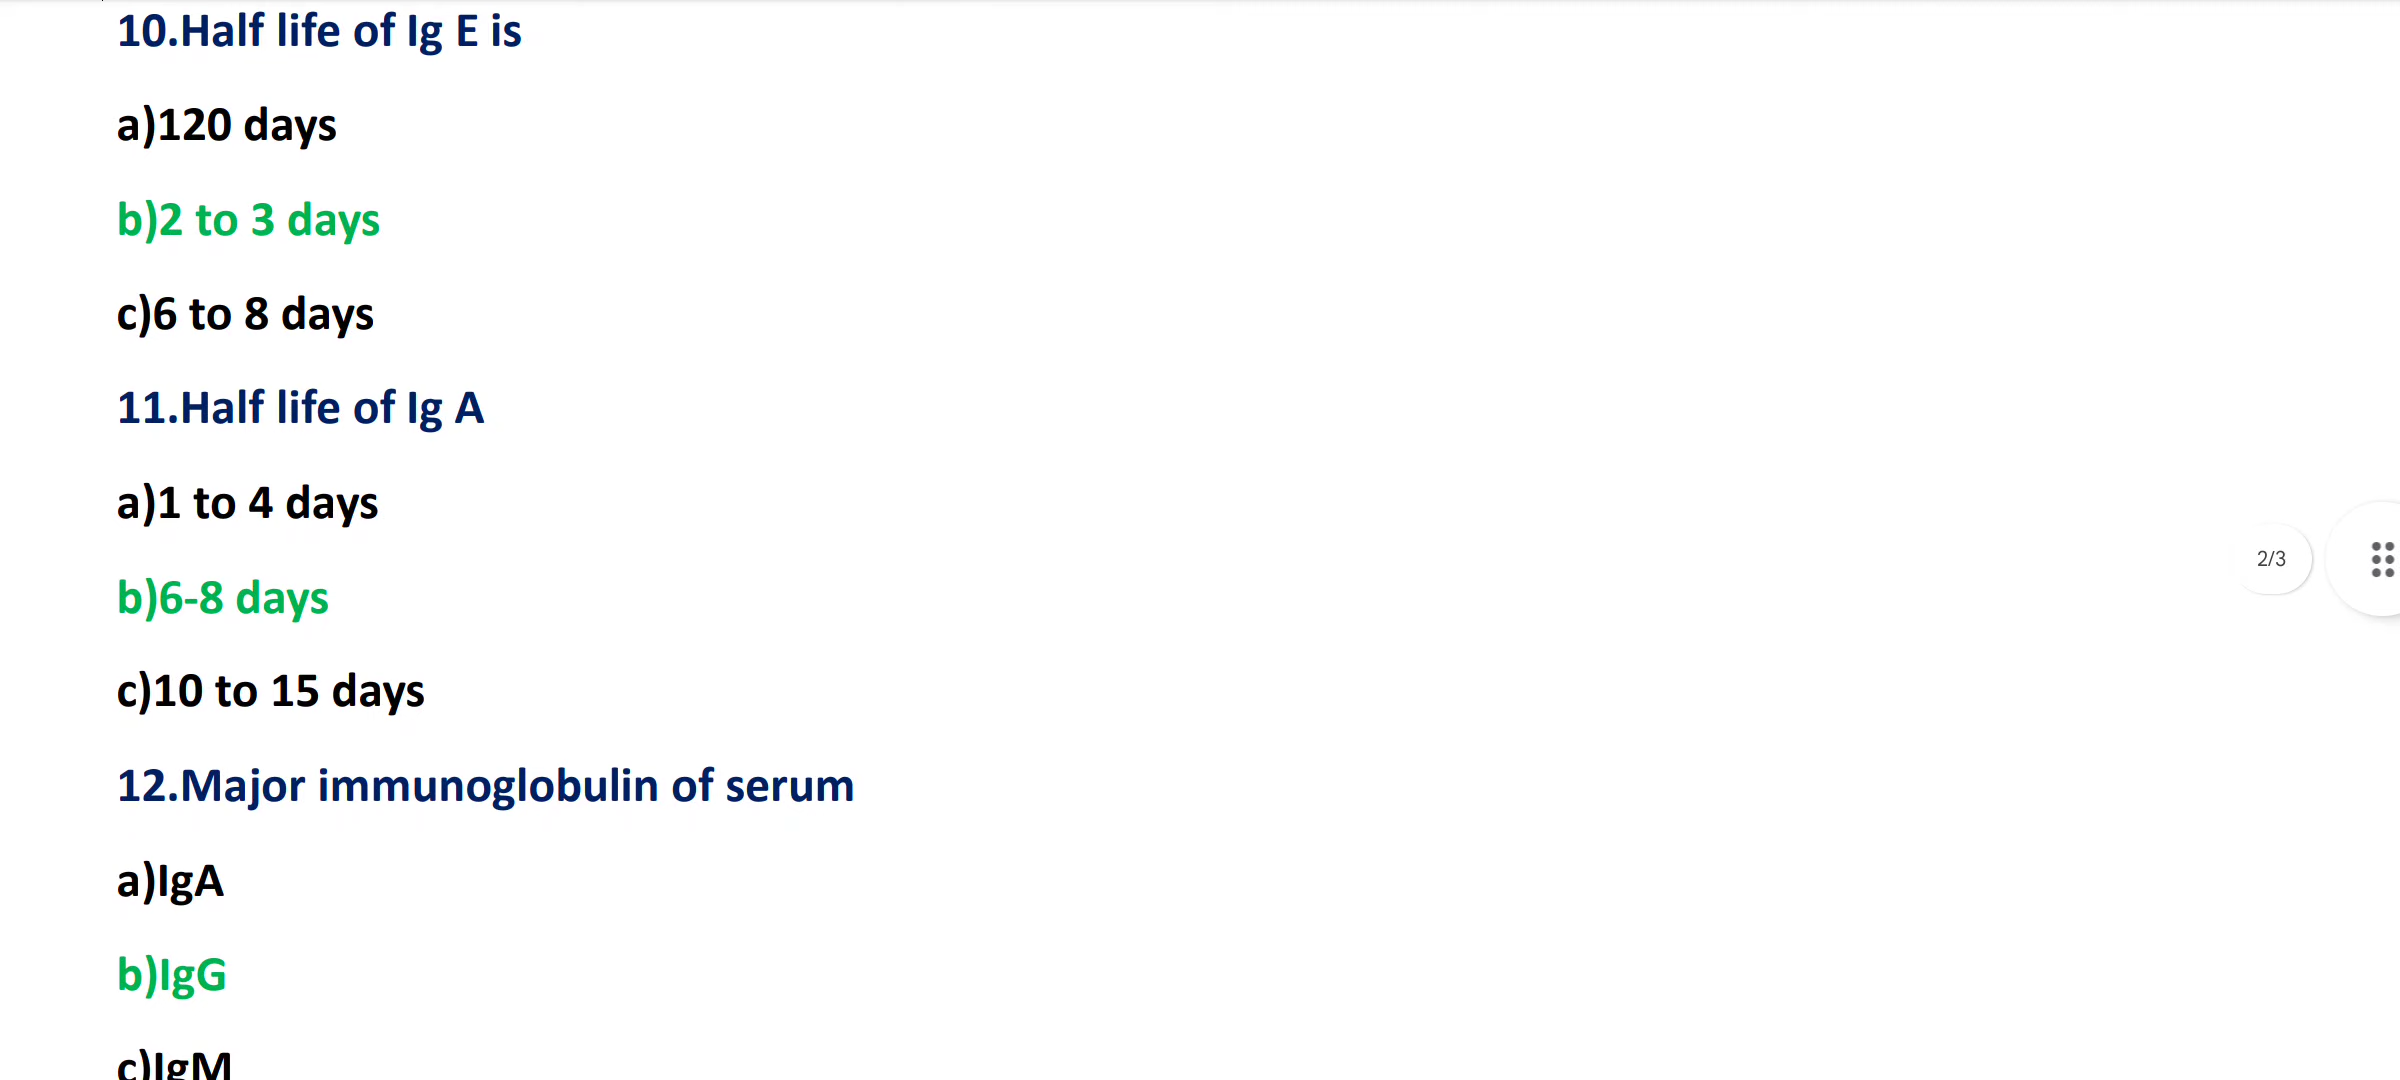 10.Half life of Ig E is
a)120 days
b)2 to 3 days
c)6 to 8 days
11.Half life of Ig A
a)1 to 4 days
b)6-8 days
c)10 to 15 days
2/3
12.Major immunoglobulin of serum
a)IgA
b)IgG
c)IgM